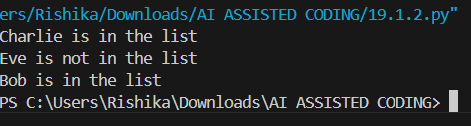 ers/Rishika/Downloads/AI ASSISTED CODING/19.1.2.py"
Charlie is in the list
Eve is not in the list
Bob is in the list
PS C:\Users\Rishika\Downloads\AI ASSISTED CODING>